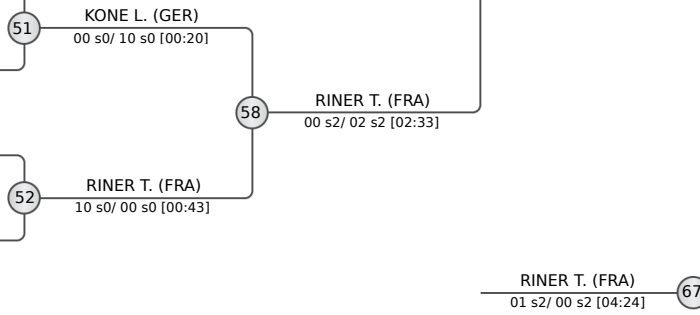 51
KONE L. (GER)
00 s0/ 10 s0 [00:20]
58
RINER T. (FRA)
00 s2/ 02 s2 [02:33]
52
RINER T. (FRA)
10 s0/ 00 s0 [00:43]
RINER T. (FRA)
01 s2/ 00 s2 [04:24]
67